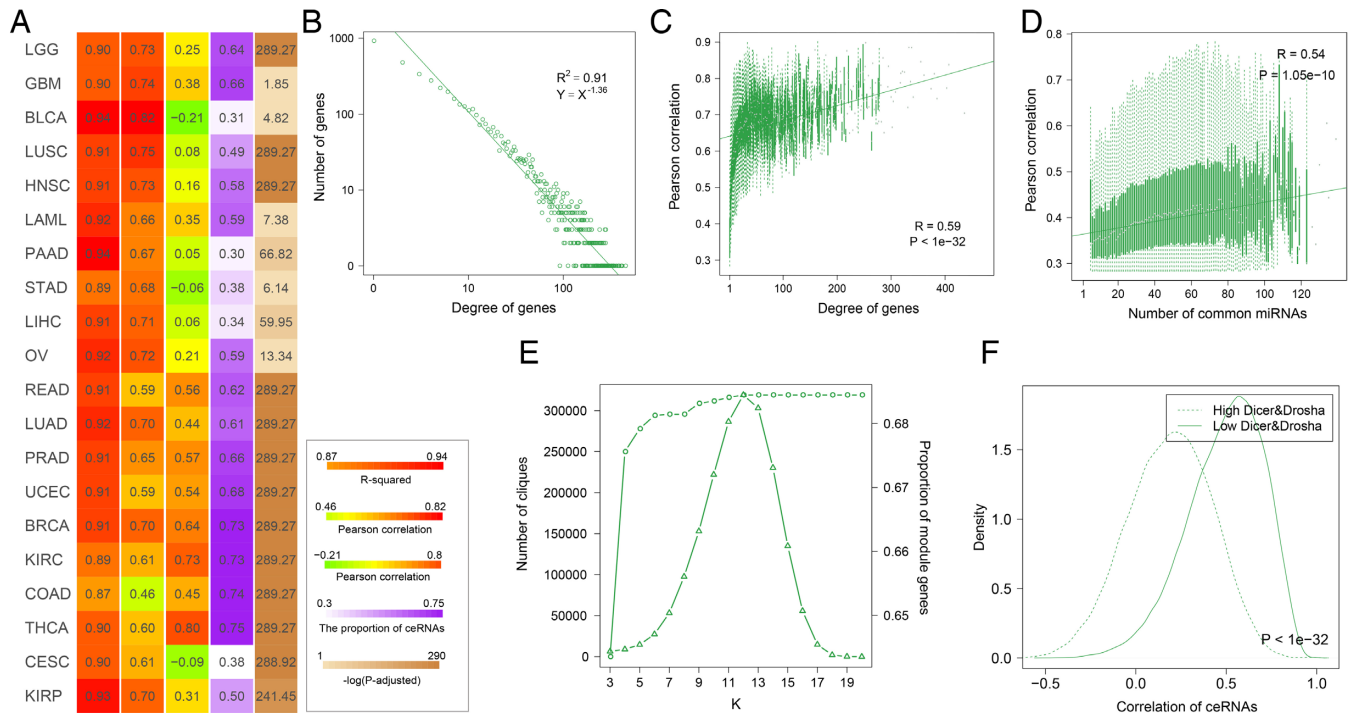 A
LGG 0.90 0.73 0.25 0.64 289.27
GBM 0.90 0.74 0.38 0.66 1.85
BLCA 0.94 0.82 −0.21 0.31 4.82
LUSC 0.91 0.75 0.08 0.49 289.27
HNSC 0.91 0.73 0.16 0.58 289.27
LAML 0.92 0.66 0.35 0.59 7.38
PAAD 0.94 0.67 0.05 0.30 66.82
STAD 0.89 0.68 −0.06 0.38 6.14
LIHC 0.91 0.71 0.06 0.34 59.95
OV 0.92 0.72 0.21 0.59 13.34
READ 0.91 0.59 0.56 0.62 289.27
LUAD 0.92 0.70 0.44 0.61 289.27
PRAD 0.91 0.65 0.57 0.66 289.27
UCEC 0.91 0.59 0.54 0.68 289.27
BRCA 0.91 0.70 0.64 0.73 289.27
KIRC 0.89 0.61 0.73 0.73 289.27
COAD 0.87 0.46 0.45 0.74 289.27
THCA 0.90 0.60 0.80 0.75 289.27
CESC 0.90 0.61 −0.09 0.38 288.92
KIRP 0.93 0.70 0.31 0.50 241.45
0.87 0.94
R-squared
0.46 0.82
Pearson correlation
−0.21 0.8
Pearson correlation
0.3 0.75
The proportion of ceRNAs
1 290
-log(P-adjusted)
B
Number of genes
1000
100
10
0
R² = 0.91
Y = X^-1.36
0 10 100
Degree of genes
C
Pearson correlation
0.9
0.8
0.7
0.6
0.5
0.4
0.3
R = 0.59
P < 1e−32
1 100 200 300 400
Degree of genes
D
Pearson correlation
0.8
0.7
0.6
0.5
0.4
0.3
R = 0.54
P = 1.05e−10
1 20 40 60 80 100 123
Number of common miRNAs
E
Number of cliques
300000
250000
200000
150000
100000
50000
0
0.68
0.67
0.66
0.65
Proportion of module genes
3 5 7 9 11 13 15 17 19
K
F
Density
1.5
1.0
0.5
0.0
High Dicer&Drosha
Low Dicer&Drosha
P < 1e−32
−0.5 0.0 0.5 1.0
Correlation of ceRNAs